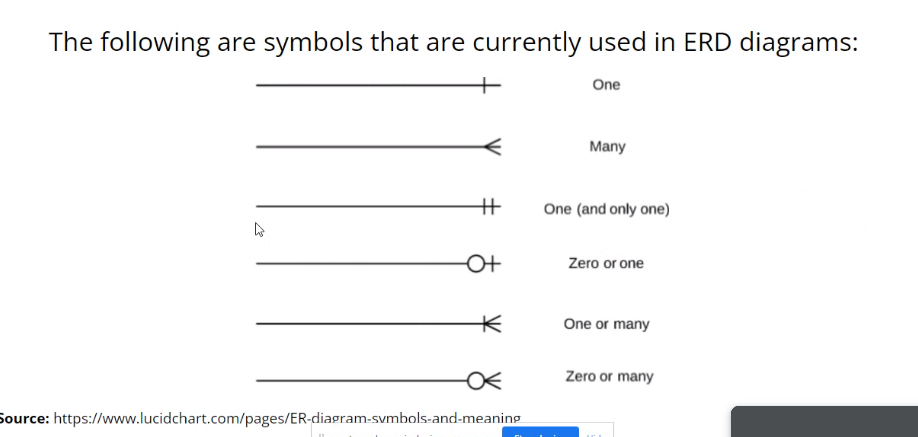 The following are symbols that are currently used in ERD diagrams:
One
Many
One (and only one)
Zero or one
One or many
Zero or many
Source: https://www.lucidchart.com/pages/ER-diagram-symbols-and-meaning